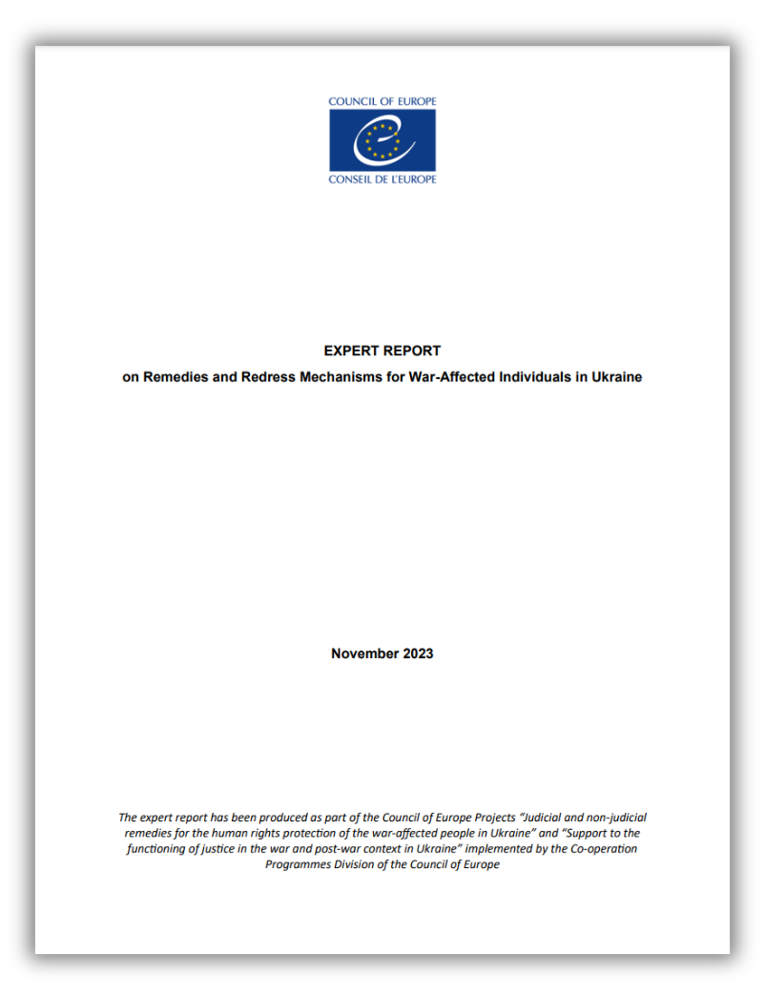 COUNCIL OF EUROPE
CONSEIL DE L'EUROPE
EXPERT REPORT
on Remedies and Redress Mechanisms for War-Affected Individuals in Ukraine
November 2023
The expert report has been produced as part of the Council of Europe Projects “Judicial and non-judicial
remedies for the human rights protection of the war-affected people in Ukraine” and “Support to the
functioning of justice in the war and post-war context in Ukraine” implemented by the Co-operation
Programmes Division of the Council of Europe